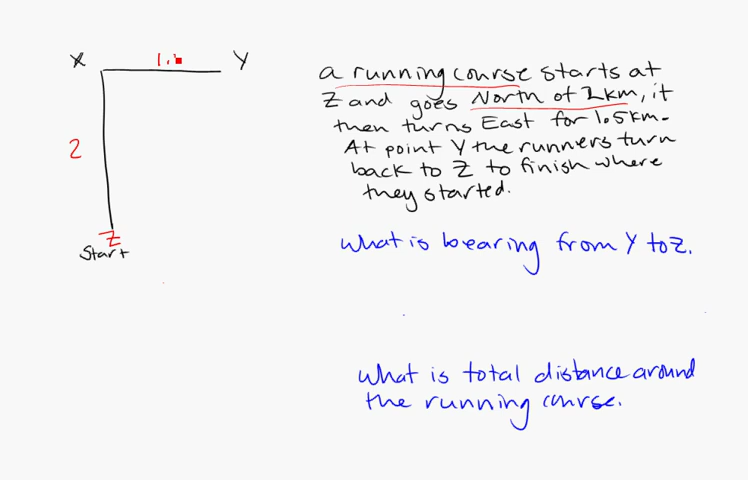 X
Y
2
Z
Start
a running course starts at
Z and goes North of 2km, it
then turns East for 1.5km.
At point Y the runners turn
back to Z to finish where
they started.
What is bearing from Y to Z.
What is total distance around
the running course.